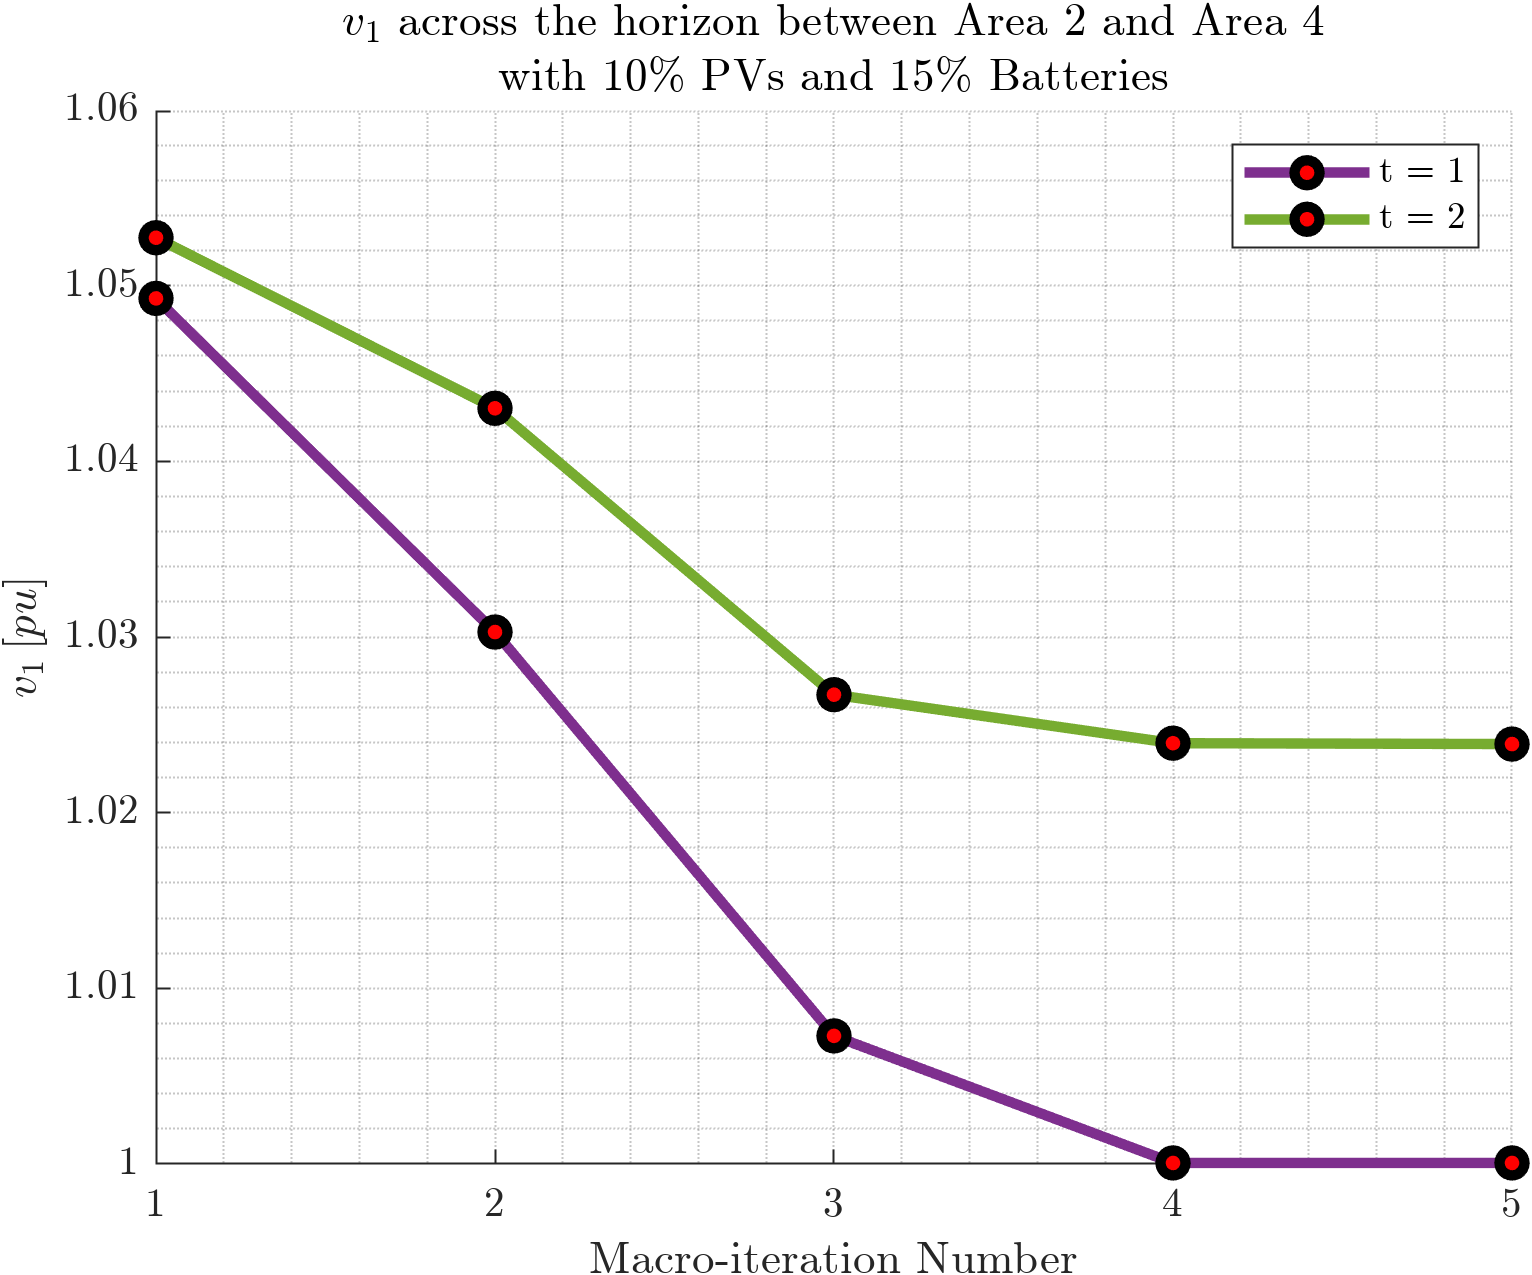 v₁ across the horizon between Area 2 and Area 4
with 10% PVs and 15% Batteries
1.06
1.05
1.04
1.03
1.02
1.01
1
v₁ [pu]
t = 1
t = 2
1 2 3 4 5
Macro-iteration Number